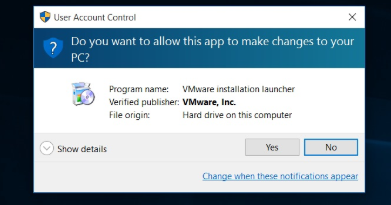 User Account Control
Do you want to allow this app to make changes to your
PC?
Program name: VMware installation launcher
Verified publisher: VMware, Inc.
File origin: Hard drive on this computer
Show details
Yes
No
Change when these notifications appear